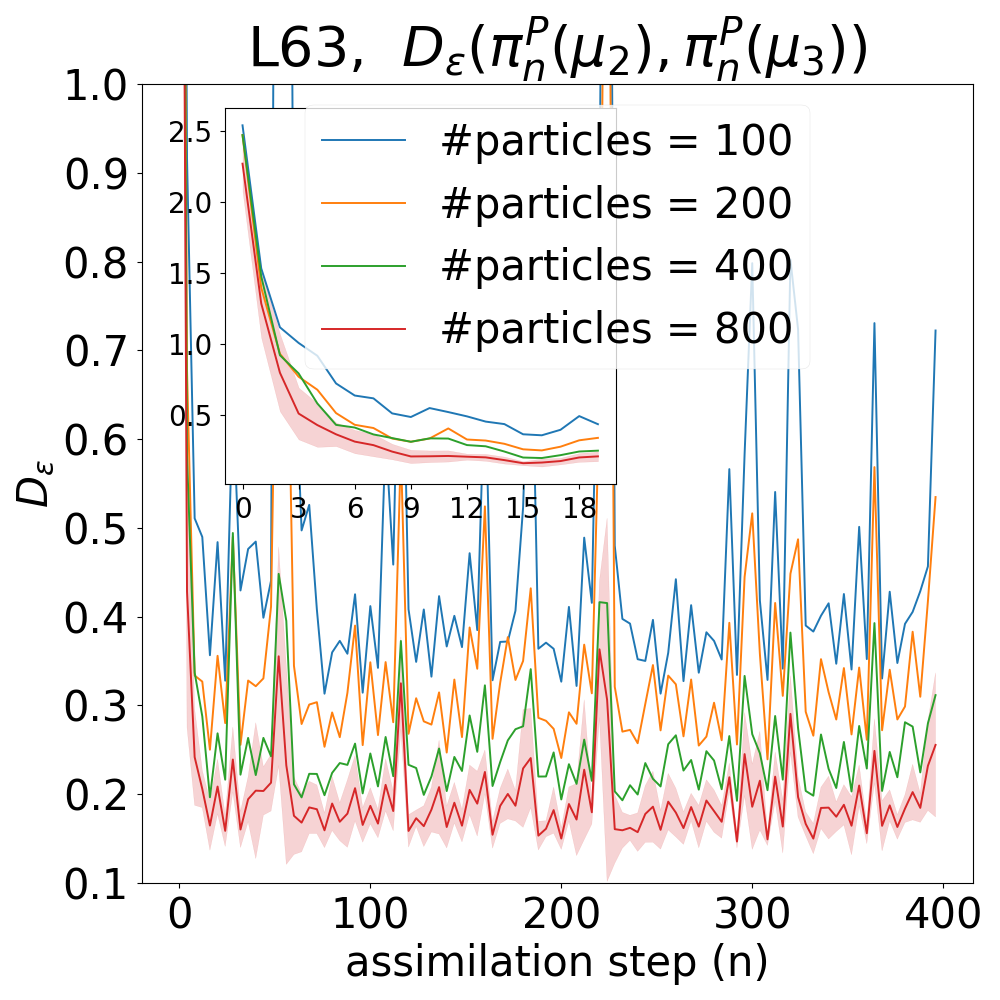 L63, D_ε(π_n^P(μ_2), π_n^P(μ_3))
1.0
0.9
0.8
0.7
0.6
0.5
0.4
0.3
0.2
0.1
D_ε
2.5
2.0
1.5
1.0
0.5
0 3 6 9 12 15 18
#particles = 100
#particles = 200
#particles = 400
#particles = 800
0 100 200 300 400
assimilation step (n)